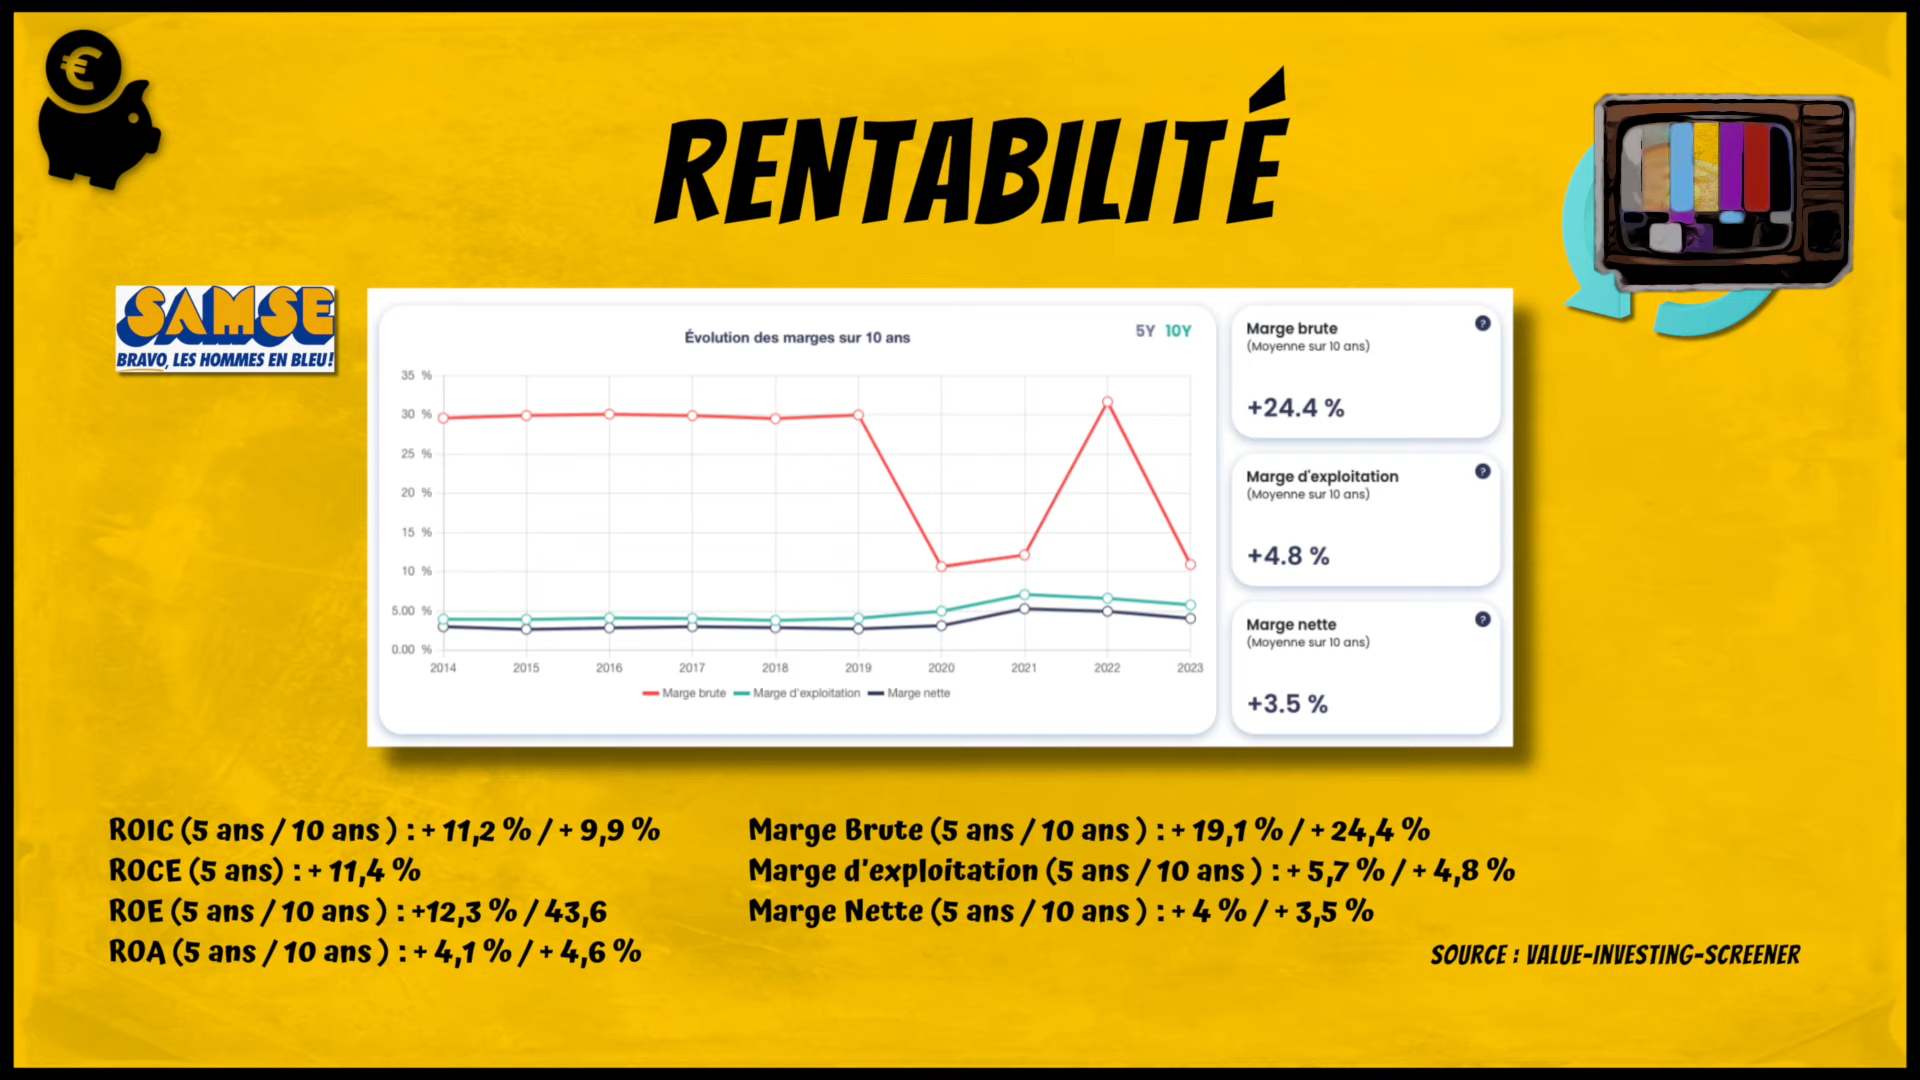 €
RENTABILITÉ
SAMSE
BRAVO, LES HOMMES EN BLEU!
Évolution des marges sur 10 ans
5Y 10Y
35 %
30 %
25 %
20 %
15 %
10 %
5.00 %
0.00 %
2014 2015 2016 2017 2018 2019 2020 2021 2022 2023
Marge brute Marge d'exploitation Marge nette
Marge brute ?
(Moyenne sur 10 ans)
+24.4 %
Marge d'exploitation ?
(Moyenne sur 10 ans)
+4.8 %
Marge nette ?
(Moyenne sur 10 ans)
+3.5 %
ROIC (5 ans / 10 ans ) : + 11,2 % / + 9,9 %
ROCE (5 ans) : + 11,4 %
ROE (5 ans / 10 ans ) : +12,3 % / 43,6
ROA (5 ans / 10 ans ) : + 4,1 % / + 4,6 %
Marge Brute (5 ans / 10 ans ) : + 19,1 % / + 24,4 %
Marge d'exploitation (5 ans / 10 ans ) : + 5,7 % / + 4,8 %
Marge Nette (5 ans / 10 ans ) : + 4 % / + 3,5 %
SOURCE : VALUE-INVESTING-SCREENER